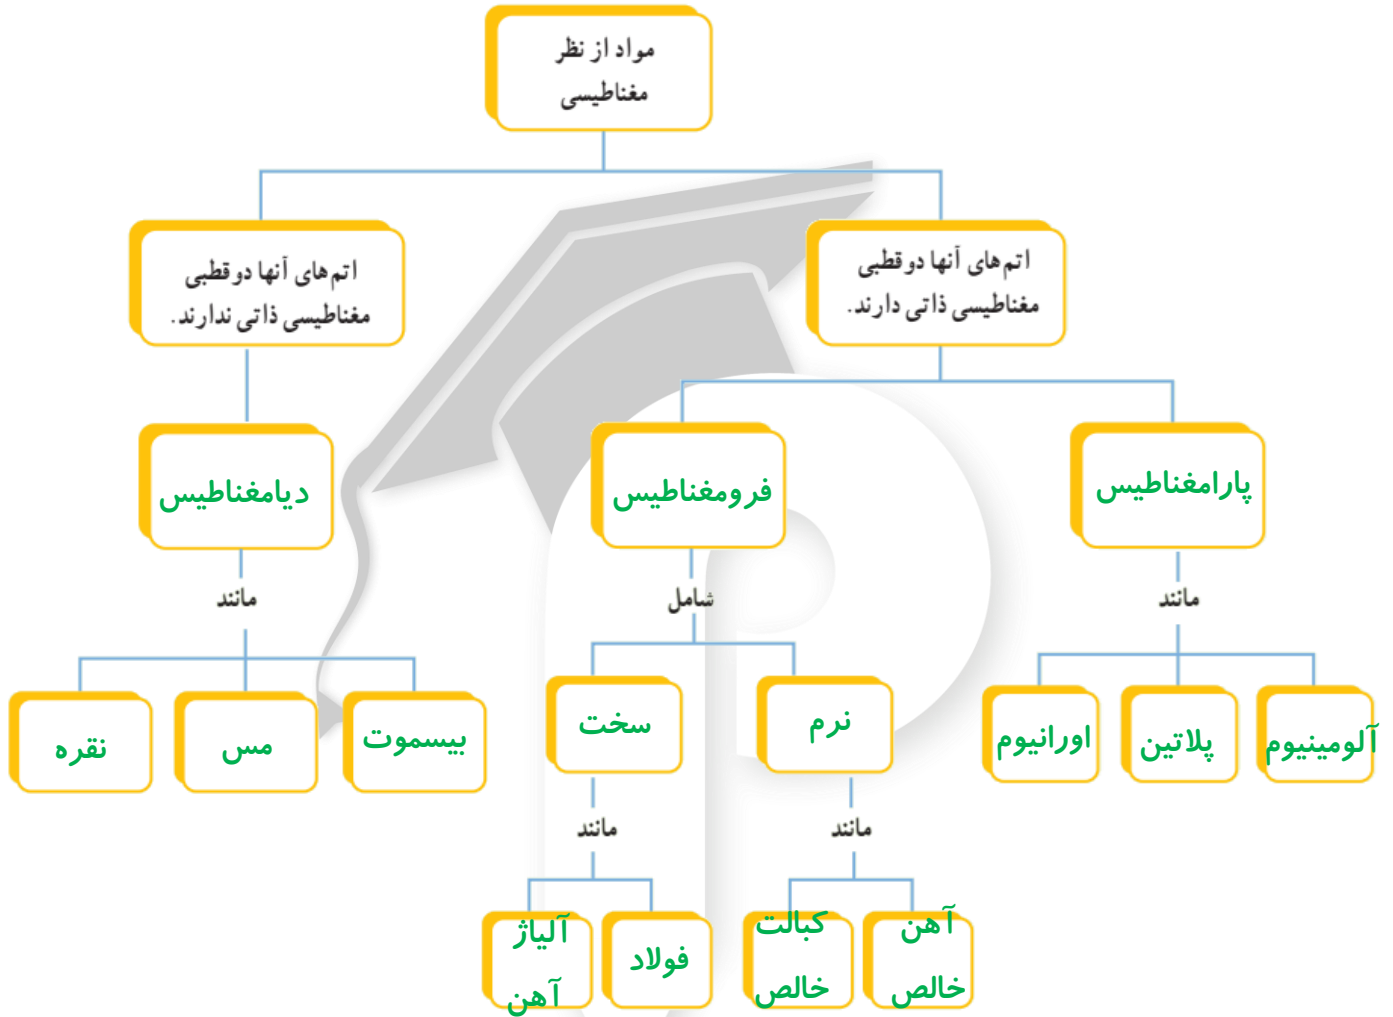 مواد از نظر
مغناطیسی
اتم‌های آنها دوقطبی
مغناطیسی ذاتی دارند.
اتم‌های آنها دوقطبی
مغناطیسی ذاتی ندارند.
پارامغناطیس
فرومغناطیس
دیامغناطیس
مانند
شامل
مانند
آلومینیوم
پلاتین
اورانیوم
نرم
سخت
بیسموت
مس
نقره
مانند
مانند
آهن
خالص
کبالت
خالص
فولاد
آلیاژ
آهن